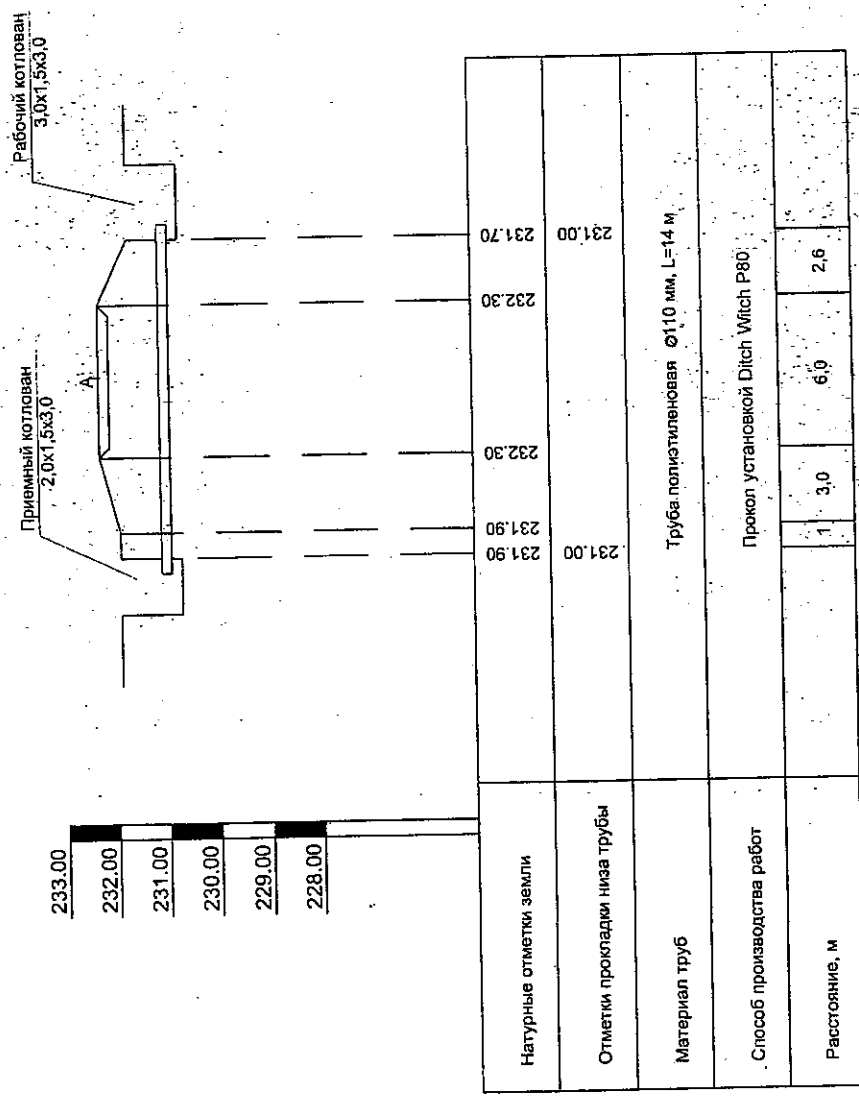 Рабочий котлован
3,0х1,5х3,0
Приемный котлован
2,0х1,5х3,0
А
233.00
232.00
231.00
230.00
229.00
228.00
Натурные отметки земли
231.90
231.90
232.30
232.30
231.70
Отметки прокладки низа трубы
231.00
231.00
Материал труб
Труба полиэтиленовая ⌀110 мм, L=14 м
Способ производства работ
Прокол установкой Ditch Witch P80
Расстояние, м
1
3,0
6,0
2,6